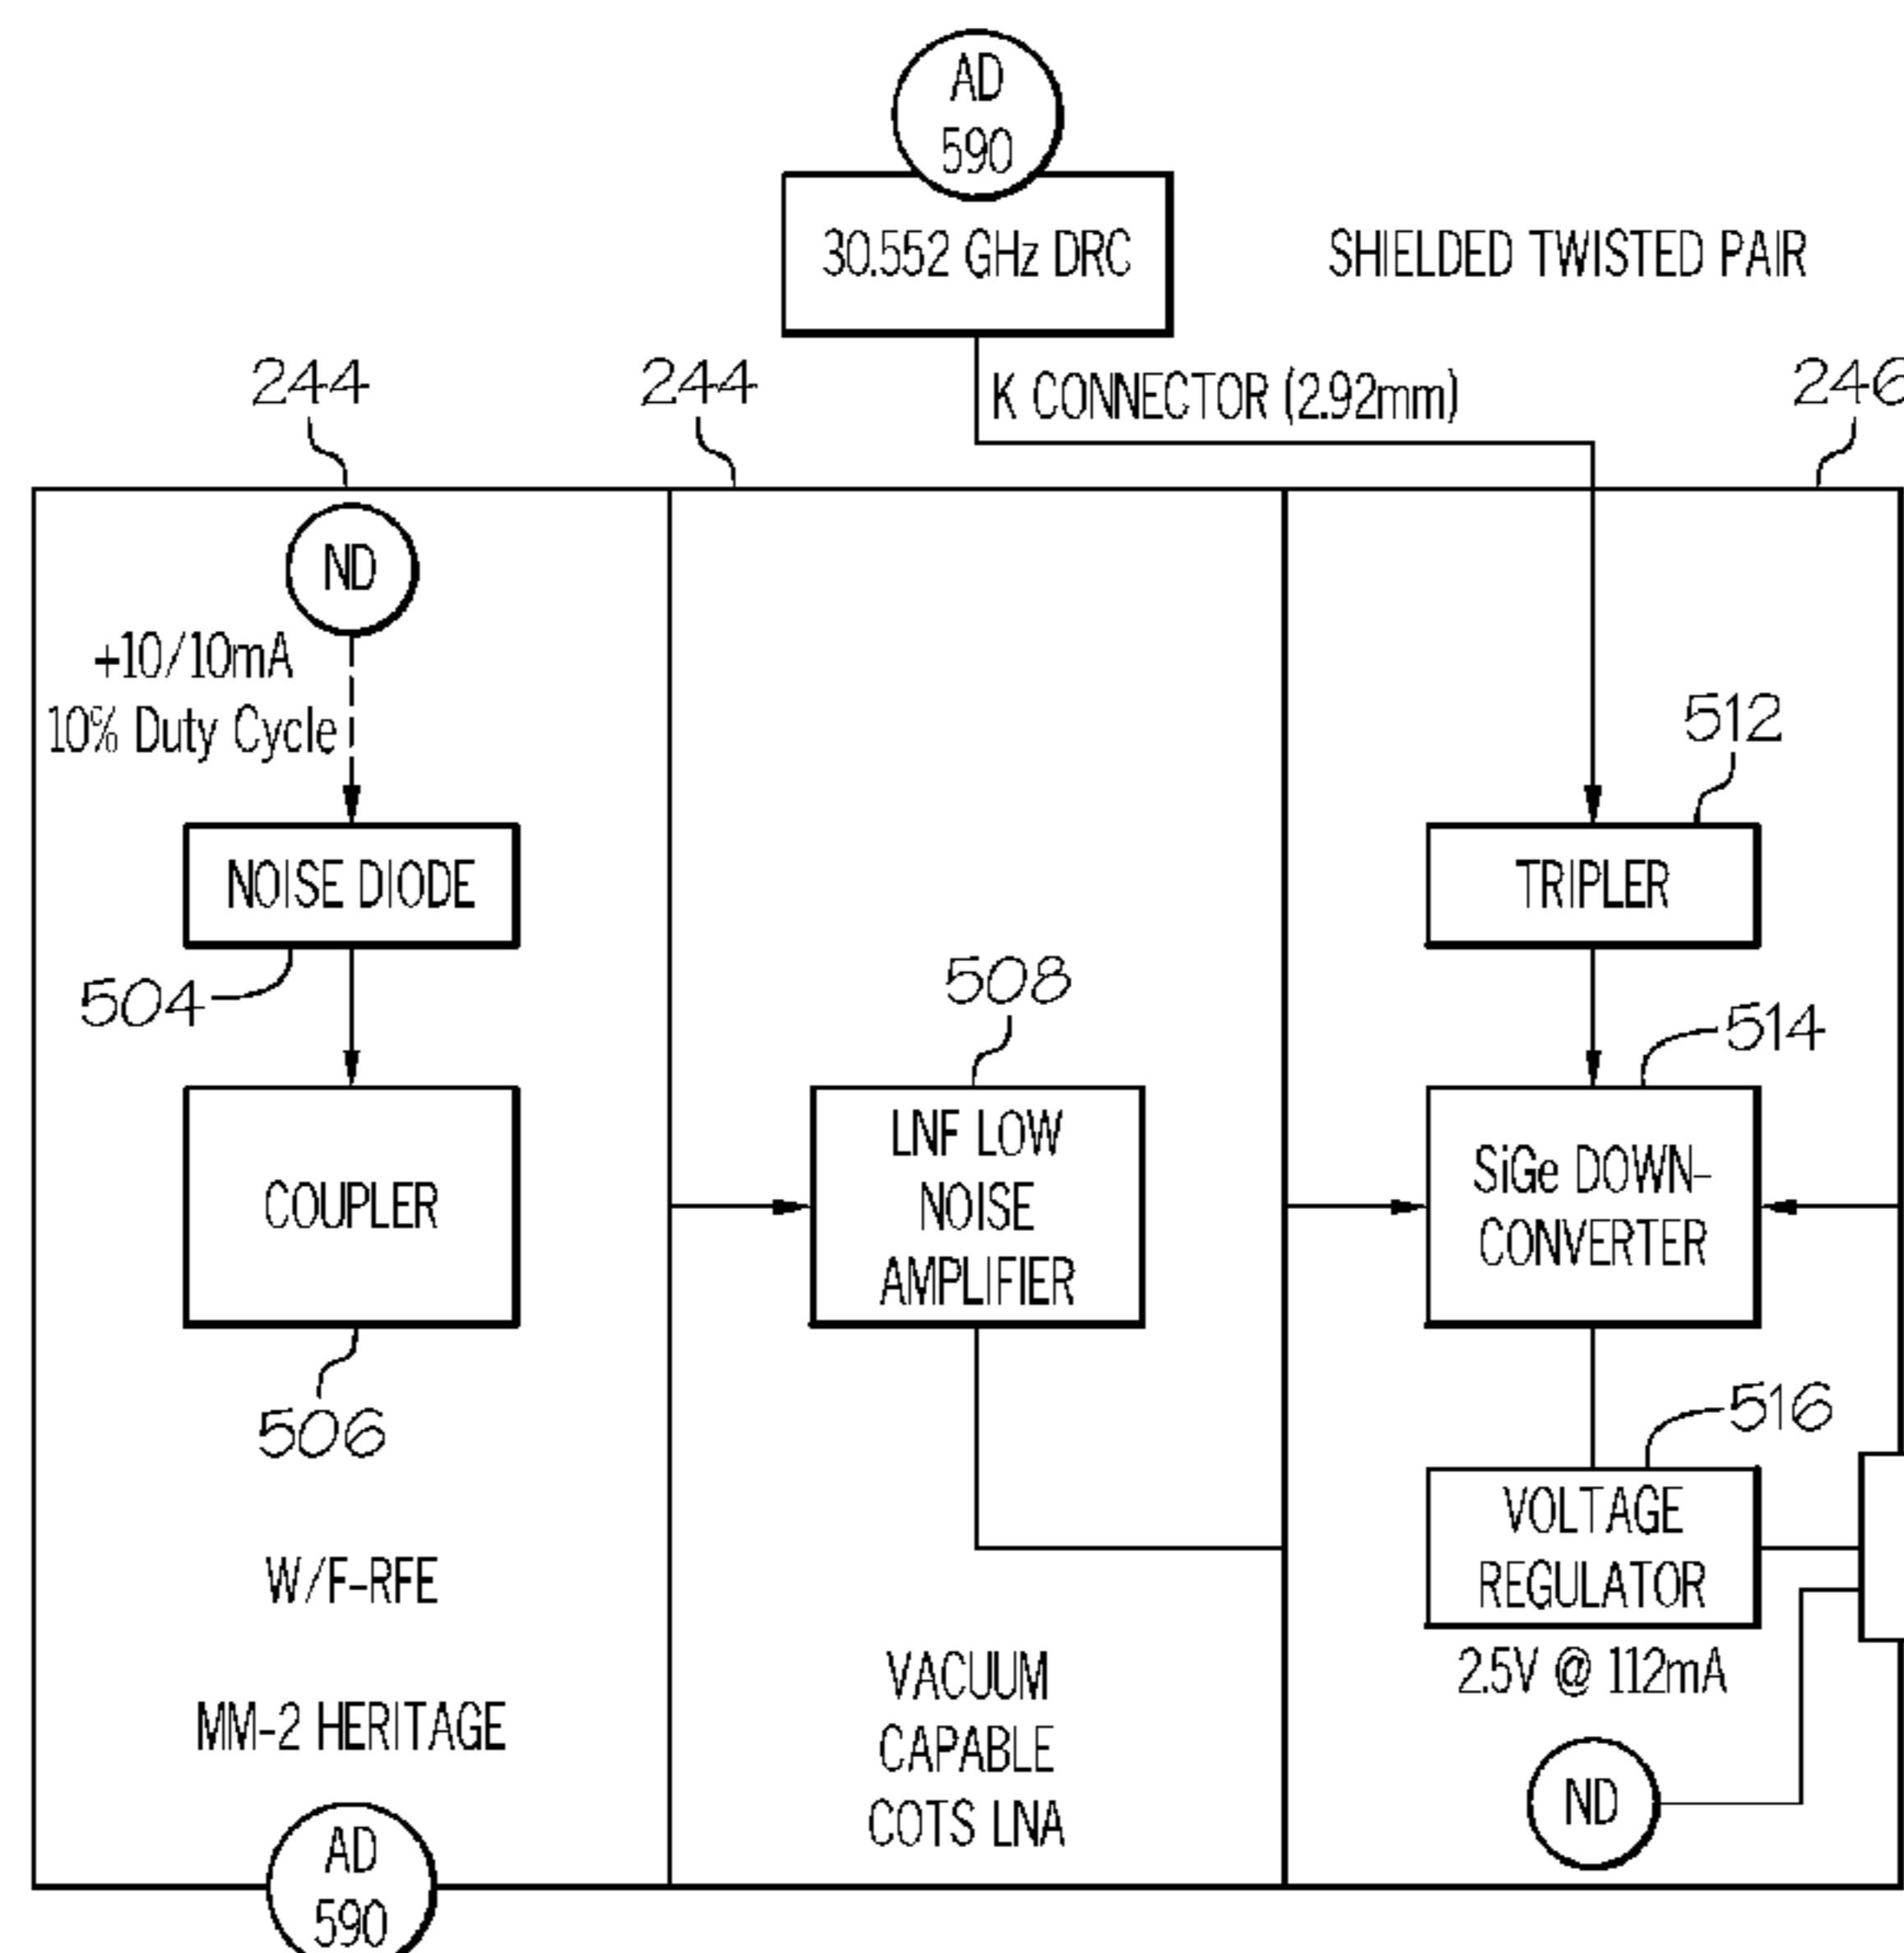 AD
590
30.552 GHz DRC
SHIELDED TWISTED PAIR
244
244
K CONNECTOR (2.92mm)
246
ND
+10/10mA
10% Duty Cycle
512
NOISE DIODE
TRIPLER
504
508
514
COUPLER
LNF LOW
NOISE
AMPLIFIER
SiGe DOWN-
CONVERTER
506
516
VOLTAGE
REGULATOR
W/F-RFE
2.5V @ 112mA
MM-2 HERITAGE
VACUUM
CAPABLE
COTS LNA
ND
AD
590